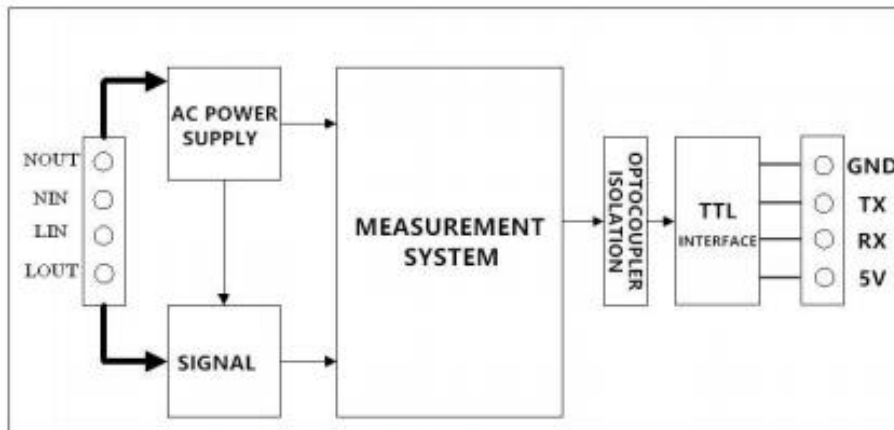 NOUT
NIN
LIN
LOUT
AC POWER
SUPPLY
SIGNAL
MEASUREMENT
SYSTEM
OPTOCOUPLER
ISOLATION
TTL
INTERFACE
GND
TX
RX
5V